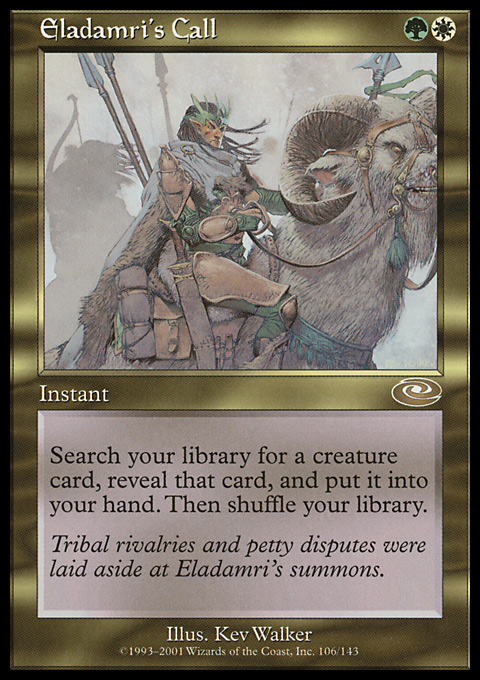 Eladamri's Call
Instant
Search your library for a creature
card, reveal that card, and put it into
your hand. Then shuffle your library.
Tribal rivalries and petty disputes were
laid aside at Eladamri's summons.
Illus. Kev Walker
©1993–2001 Wizards of the Coast, Inc. 106/143